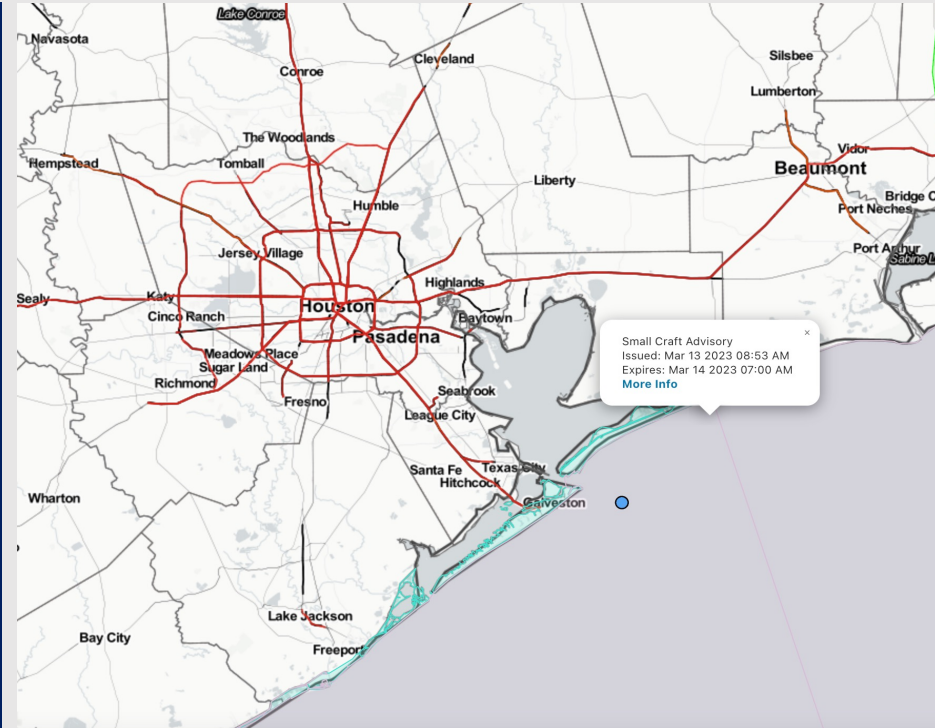 Lake Conroe
Navasota
Silsbee
Cleveland
Conroe
Lumberton
The Woodlands
Vidor
Hempstead
Tomball
Beaumont
Liberty
Bridge C
Humble
Port Neches
Port Arthur
Jersey Village
Sabine L
Highlands
Sealy
Katy
Houston
Cinco Ranch
Baytown
Pasadena
×
Small Craft Advisory
Issued: Mar 13 2023 08:53 AM
Expires: Mar 14 2023 07:00 AM
More Info
Meadows Place
Sugar Land
Richmond
Seabrook
Fresno
League City
Santa Fe
Texas City
Hitchcock
Wharton
Galveston
Lake Jackson
Bay City
Freeport